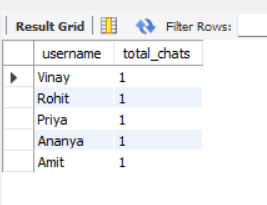 Result Grid Filter Rows:
username total_chats
Vinay 1
Rohit 1
Priya 1
Ananya 1
Amit 1